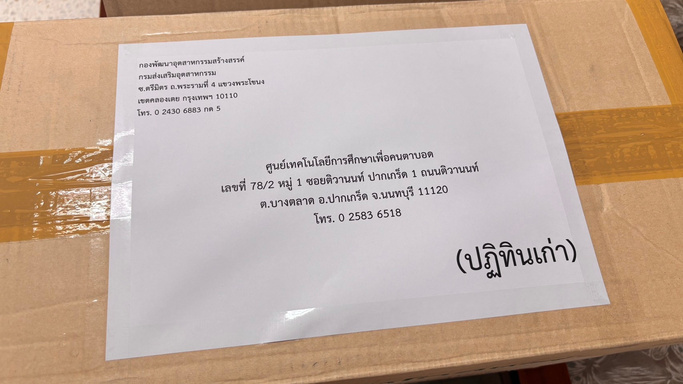 กองพัฒนาอุตสาหกรรมสร้างสรรค์
กรมส่งเสริมอุตสาหกรรม
ซ.ตรีมิตร ถ.พระรามที่ 4 แขวงพระโขนง
เขตคลองเตย กรุงเทพฯ 10110
โทร. 0 2430 6883 กด 5
ศูนย์เทคโนโลยีการศึกษาเพื่อคนตาบอด
เลขที่ 78/2 หมู่ 1 ซอยติวานนท์ ปากเกร็ด 1 ถนนติวานนท์
ต.บางตลาด อ.ปากเกร็ด จ.นนทบุรี 11120
โทร. 0 2583 6518
(ปฏิทินเก่า)